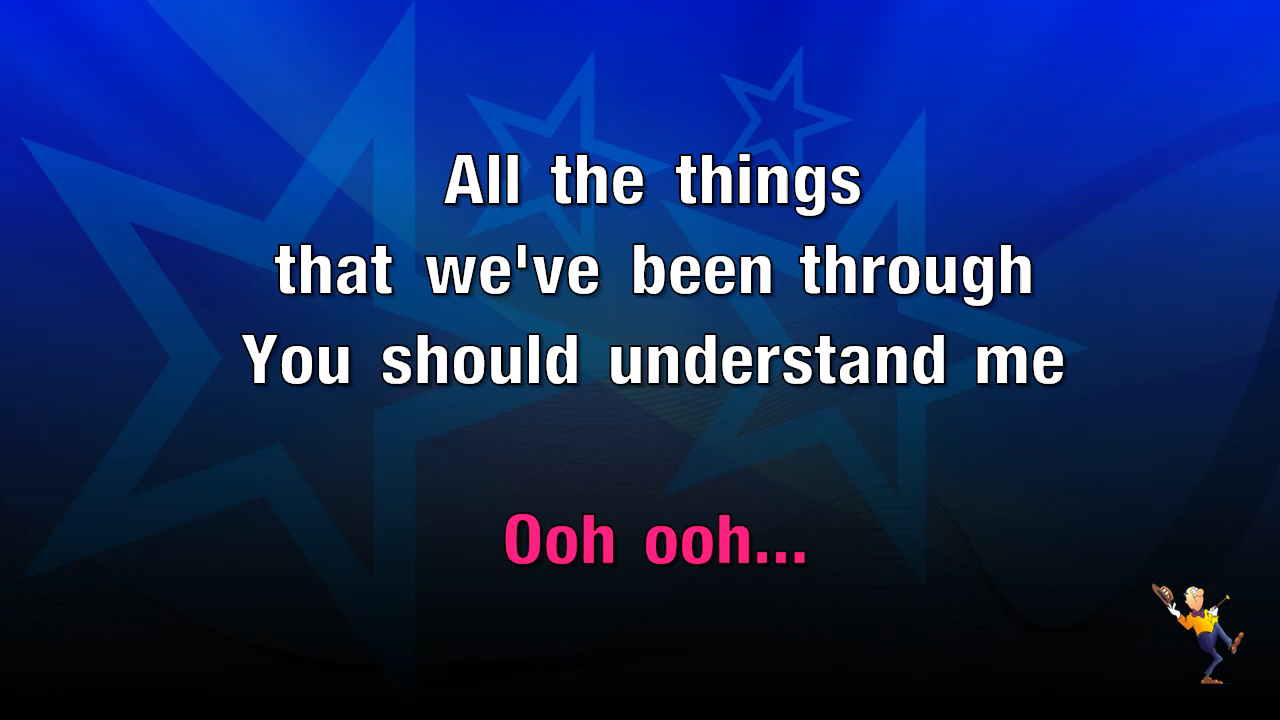 All the things
that we've been through
You should understand me
Ooh ooh...